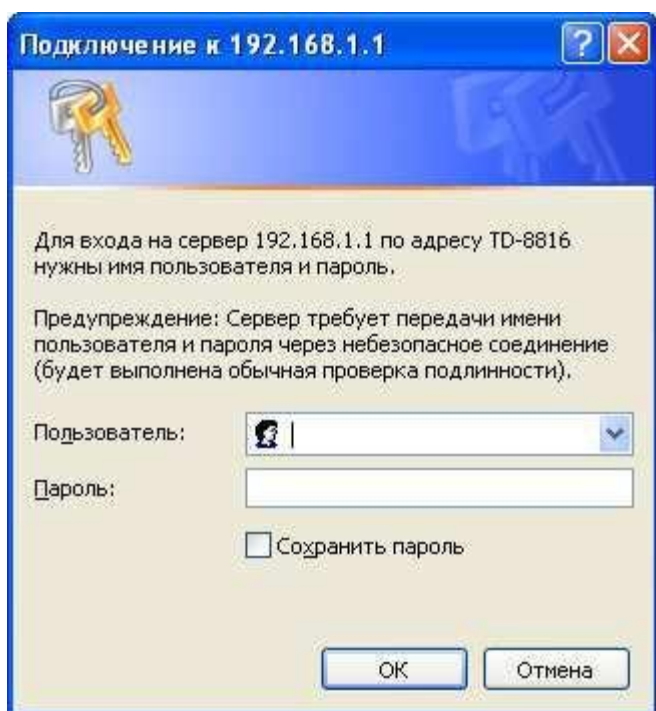 Подключение к 192.168.1.1
Для входа на сервер 192.168.1.1 по адресу TD-8816
нужны имя пользователя и пароль.
Предупреждение: Сервер требует передачи имени
пользователя и пароля через небезопасное соединение
(будет выполнена обычная проверка подлинности).
Пользователь:
Пароль:
Сохранить пароль
ОК
Отмена